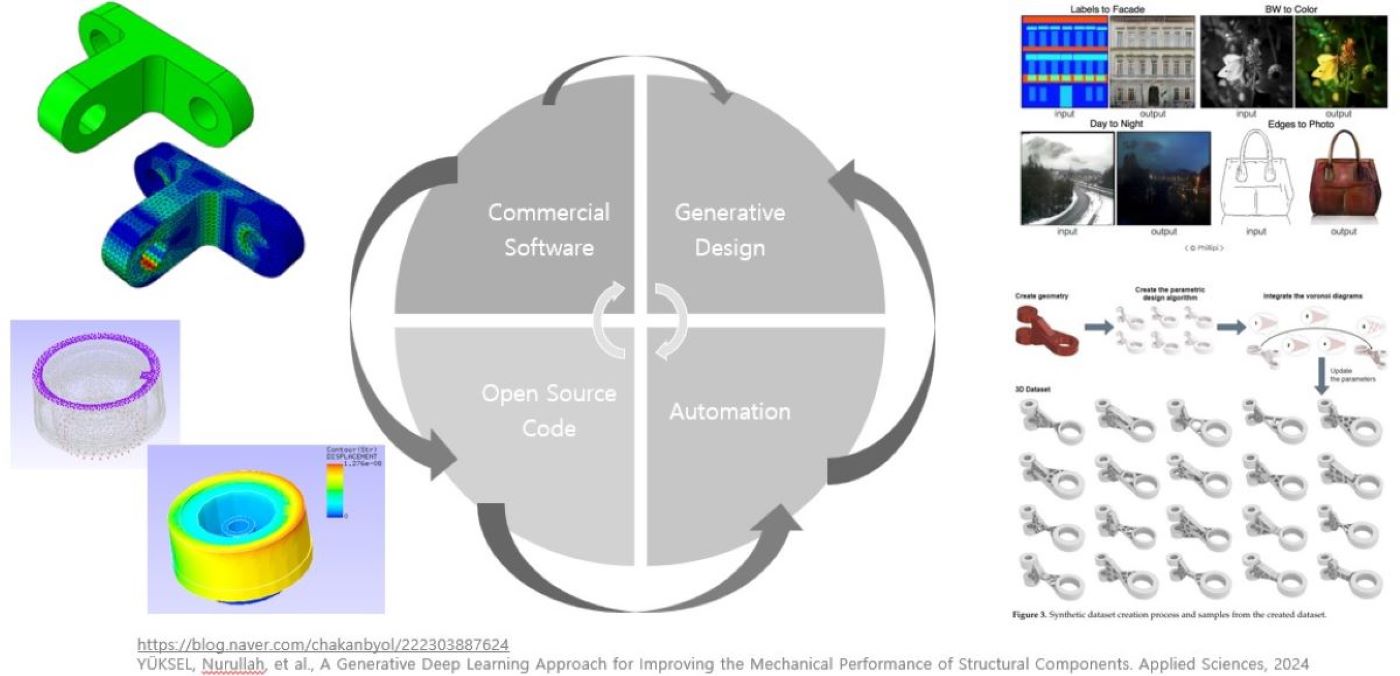 Labels to Facade
BW to Color
input
output
input
output
Day to Night
Edges to Photo
input
output
input
output
( © Phillipi )
Commercial
Software
Generative
Design
Open Source
Code
Automation
Contour(Str)
DISPLACEMENT
1.276e-08
0
Create geometry
Create the parametric
design algorithm
Integrate the voronoi diagrams
Update
the parameters
3D Dataset
Figure 3. Synthetic dataset creation process and samples from the created dataset.
https://blog.naver.com/chakanbyol/222303887624
YÜKSEL, Nurullah, et al., A Generative Deep Learning Approach for Improving the Mechanical Performance of Structural Components. Applied Sciences, 2024